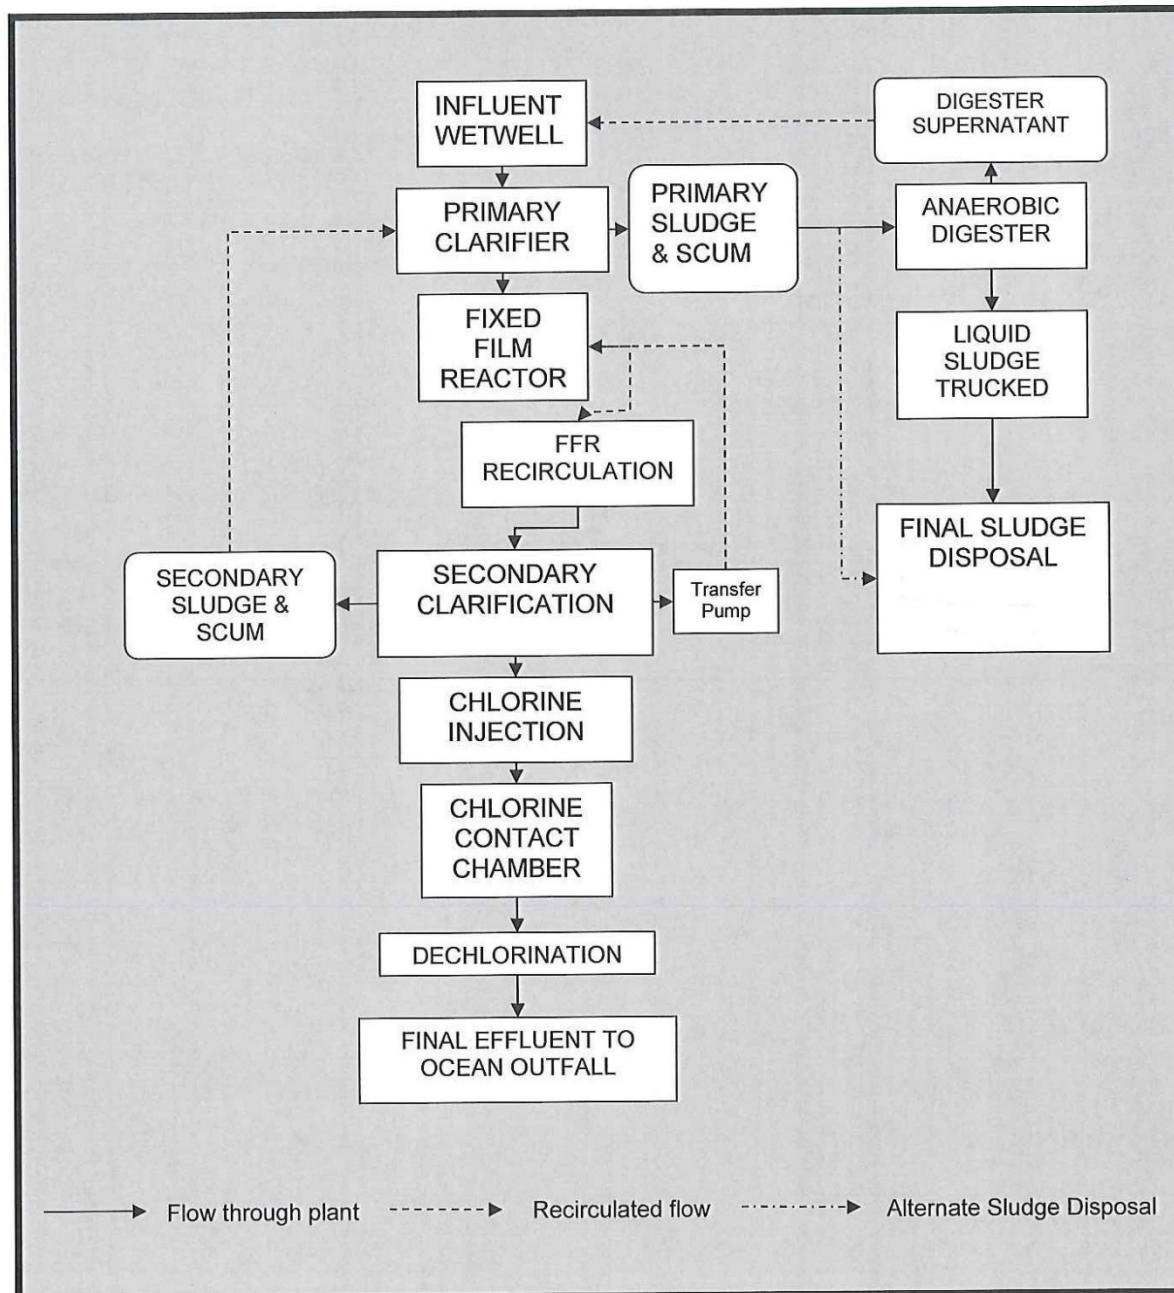 INFLUENT
WETWELL
DIGESTER
SUPERNATANT
PRIMARY
CLARIFIER
PRIMARY
SLUDGE
& SCUM
ANAEROBIC
DIGESTER
FIXED
FILM
REACTOR
LIQUID
SLUDGE
TRUCKED
FFR
RECIRCULATION
FINAL SLUDGE
DISPOSAL
SECONDARY
SLUDGE &
SCUM
SECONDARY
CLARIFICATION
Transfer
Pump
CHLORINE
INJECTION
CHLORINE
CONTACT
CHAMBER
DECHLORINATION
FINAL EFFLUENT TO
OCEAN OUTFALL
Flow through plant
Recirculated flow
Alternate Sludge Disposal